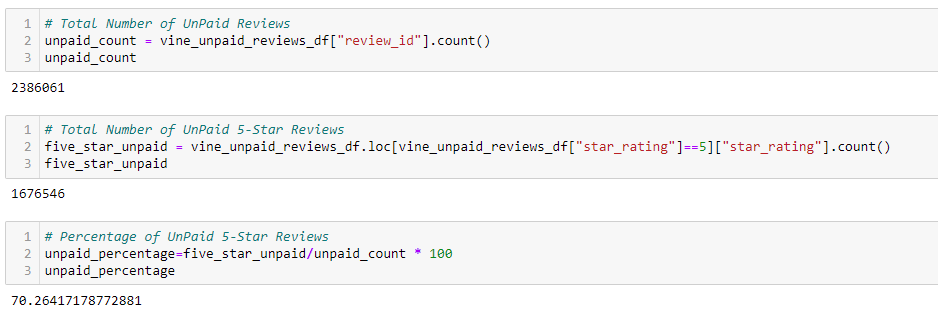 1 # Total Number of UnPaid Reviews
2 unpaid_count = vine_unpaid_reviews_df["review_id"].count()
3 unpaid_count
2386061
1 # Total Number of UnPaid 5-Star Reviews
2 five_star_unpaid = vine_unpaid_reviews_df.loc[vine_unpaid_reviews_df["star_rating"]==5]["star_rating"].count()
3 five_star_unpaid
1676546
1 # Percentage of UnPaid 5-Star Reviews
2 unpaid_percentage=five_star_unpaid/unpaid_count * 100
3 unpaid_percentage
70.26417178772881